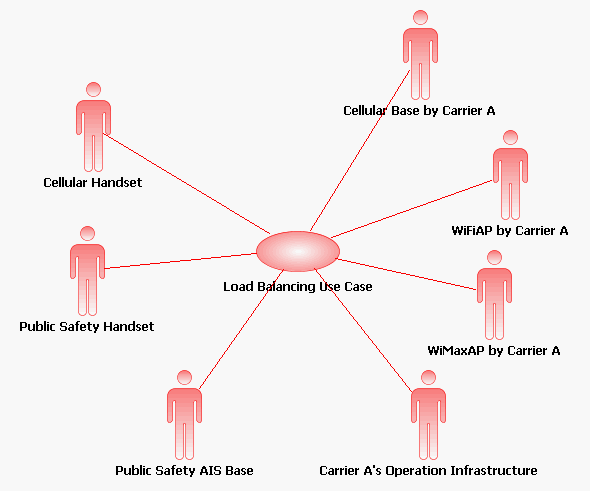 Cellular Base by Carrier A
Cellular Handset
WiFiAP by Carrier A
Load Balancing Use Case
Public Safety Handset
WiMaxAP by Carrier A
Public Safety AIS Base
Carrier A's Operation Infrastructure